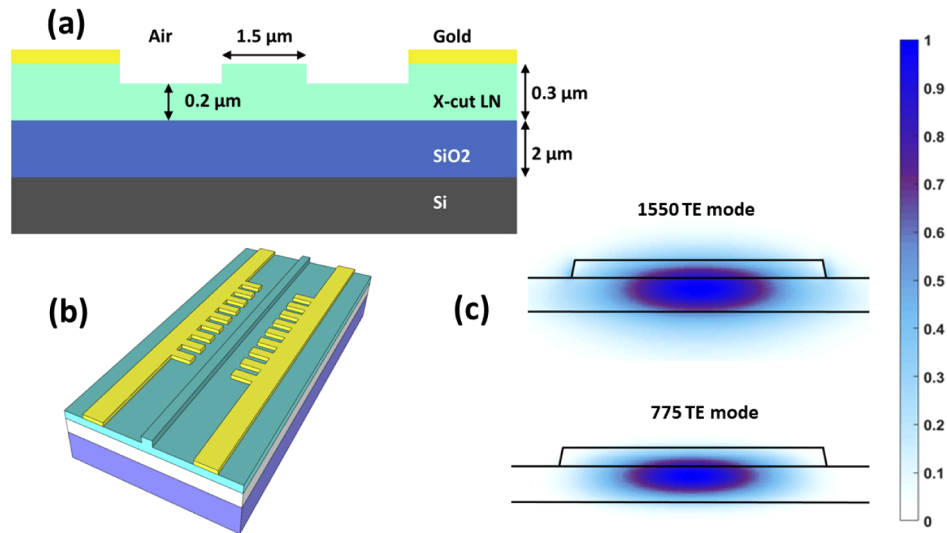 (a)
Air
1.5 μm
Gold
0.2 μm
X-cut LN
0.3 μm
SiO2
2 μm
Si
(b)
(c)
1550 TE mode
775 TE mode
1
0.9
0.8
0.7
0.6
0.5
0.4
0.3
0.2
0.1
0